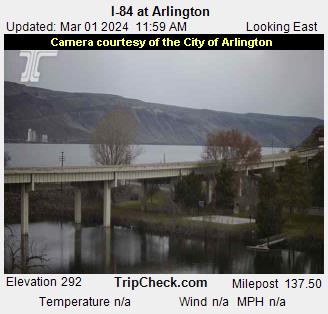 I-84 at Arlington
Updated: Mar 01 2024 11:59 AM Looking East
Camera courtesy of the City of Arlington
Elevation 292 TripCheck.com Milepost 137.50
Temperature n/a Wind n/a MPH n/a